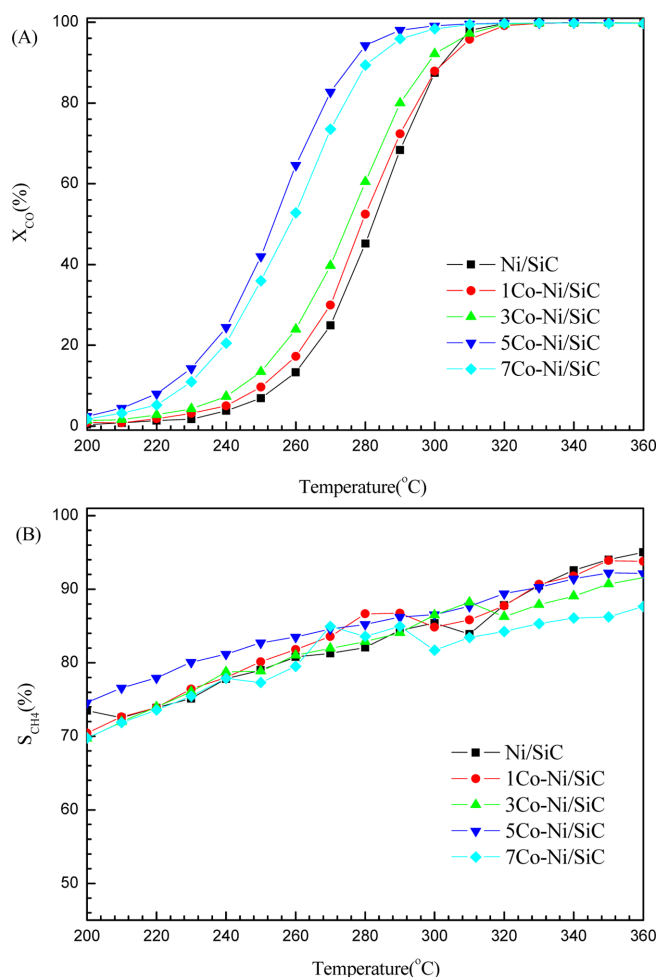 (A)
100
80
60
40
20
0
X_CO(%)
Ni/SiC
1Co-Ni/SiC
3Co-Ni/SiC
5Co-Ni/SiC
7Co-Ni/SiC
200 220 240 260 280 300 320 340 360
Temperature(°C)
(B)
100
90
80
70
60
50
S_CH4(%)
Ni/SiC
1Co-Ni/SiC
3Co-Ni/SiC
5Co-Ni/SiC
7Co-Ni/SiC
200 220 240 260 280 300 320 340 360
Temperature(°C)